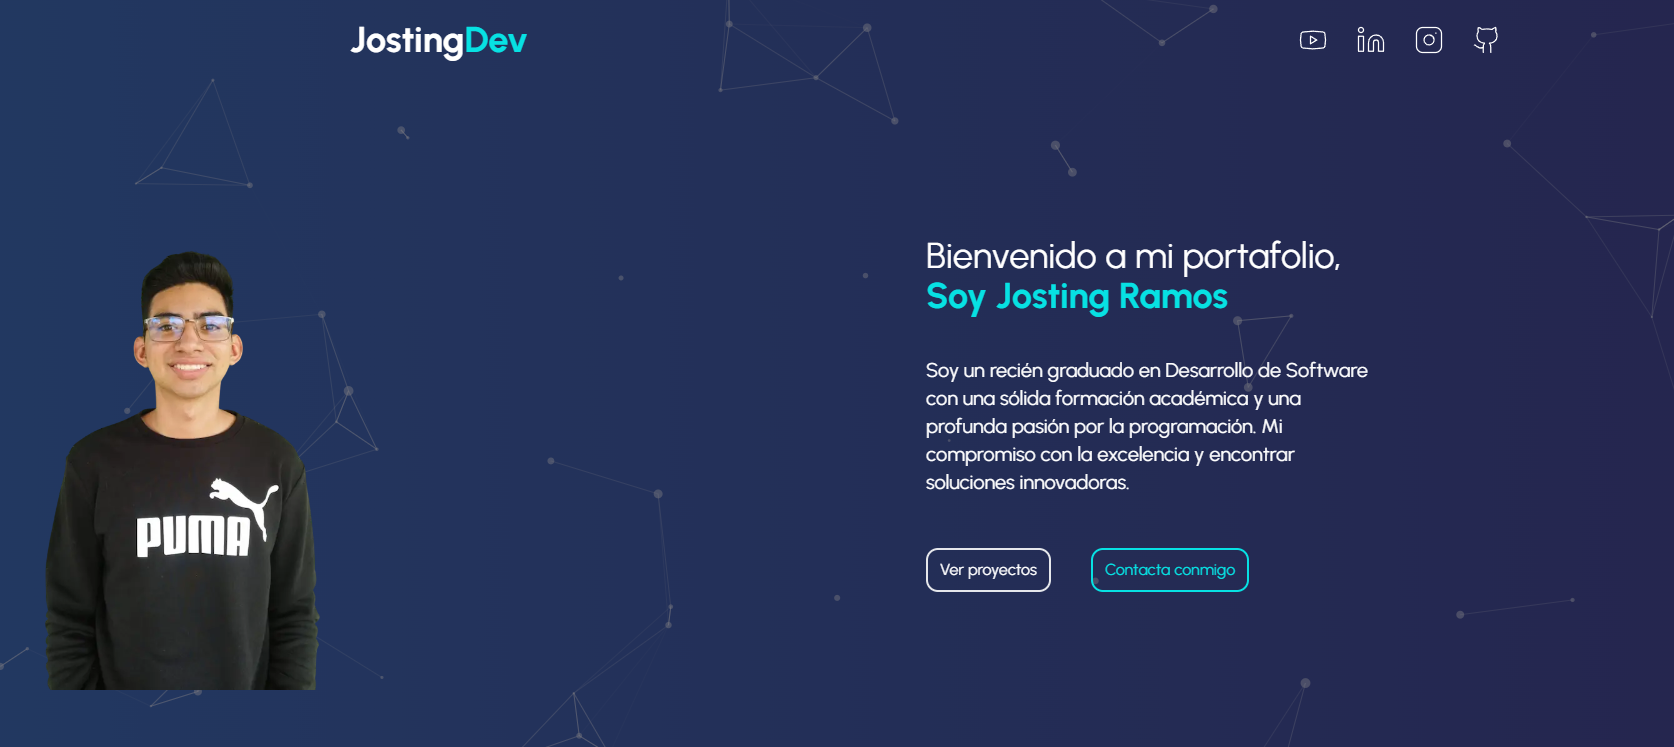 JostingDev
Bienvenido a mi portafolio,
Soy Josting Ramos
Soy un recién graduado en Desarrollo de Software
con una sólida formación académica y una
profunda pasión por la programación. Mi
compromiso con la excelencia y encontrar
soluciones innovadoras.
Ver proyectos
Contacta conmigo
PUMA